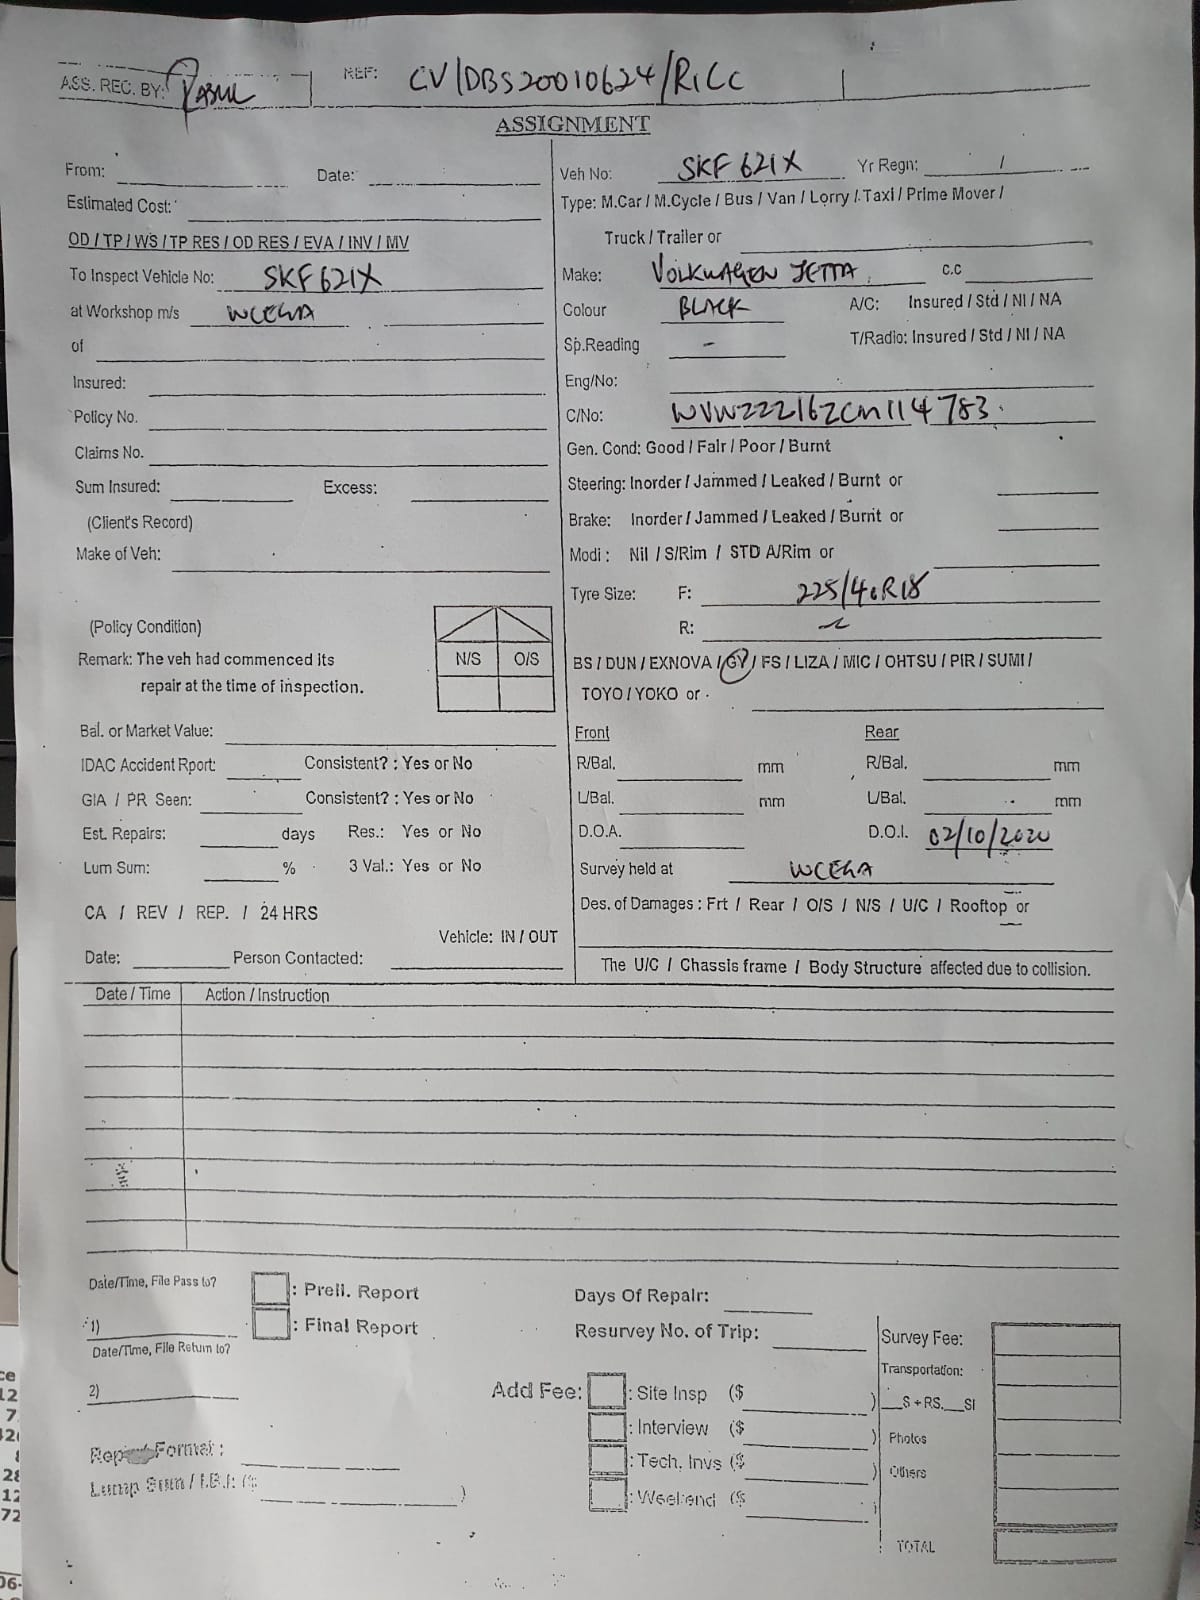 ASS. REC. BY: RASUL REF: CV/DBS20010624/RiCc
ASSIGNMENT
From: Date:
Estimated Cost:
OD / TP / WS / TP RES / OD RES / EVA / INV / MV
To Inspect Vehicle No: SKF621X
at Workshop m/s WCEGA
of
Insured:
Policy No.
Claims No.
Sum Insured: Excess:
(Client's Record)
Make of Veh:
(Policy Condition)
N/S O/S
Remark: The veh had commenced its
repair at the time of inspection.
Bal. or Market Value:
IDAC Accident Rport: Consistent? : Yes or No
GIA / PR Seen: Consistent? : Yes or No
Est. Repairs: days Res.: Yes or No
Lum Sum: % 3 Val.: Yes or No
CA / REV / REP. / 24 HRS
Vehicle: IN / OUT
Date: Person Contacted:
Veh No: SKF 621X Yr Regn: /
Type: M.Car / M.Cycle / Bus / Van / Lorry / Taxi / Prime Mover /
Truck / Trailer or
Make: VOLKWAGEN JETTA c.c
Colour BLACK A/C: Insured / Std / NI / NA
Sp.Reading - T/Radio: Insured / Std / NI / NA
Eng/No:
C/No: WVWZZZ16ZCM114783
Gen. Cond: Good / Fair / Poor / Burnt
Steering: Inorder / Jammed / Leaked / Burnt or
Brake: Inorder / Jammed / Leaked / Burnt or
Modi : Nil / S/Rim / STD A/Rim or
Tyre Size: F: 225/40R18
R:
BS / DUN / EXNOVA / GY / FS / LIZA / MIC / OHTSU / PIR / SUMI /
TOYO / YOKO or
Front Rear
R/Bal. mm R/Bal. mm
L/Bal. mm L/Bal. mm
D.O.A. D.O.I. 02/10/2020
Survey held at WCEGA
Des. of Damages : Frt / Rear / O/S / N/S / U/C / Rooftop or
The U/C / Chassis frame / Body Structure affected due to collision.
Date / Time Action / Instruction
Date/Time, File Pass to?
1)
Date/Time, File Return to?
2)
: Preli. Report
: Final Report
Days Of Repair:
Resurvey No. of Trip:
Add Fee: : Site Insp ($ )
: Interview ($ )
: Tech. Invs ($ )
: Weekend ($ )
Format :
Lump Sum / I.B.I: ($ )
Survey Fee:
Transportation:
S + RS. SI
Photos
Others
TOTAL